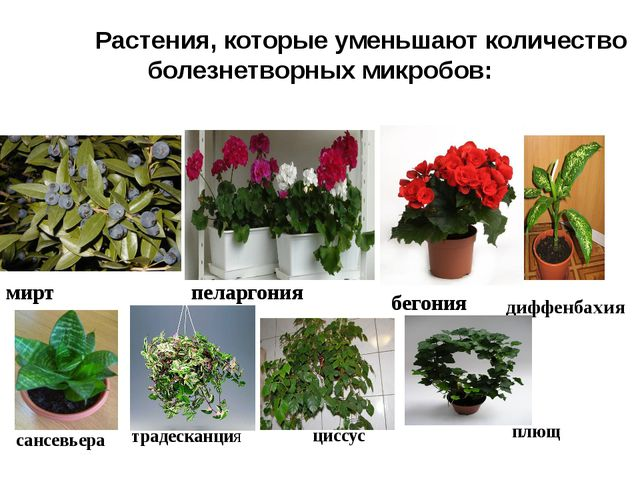 Растения, которые уменьшают количество
болезнетворных микробов:
мирт
пеларгония
бегония
диффенбахия
сансевьера
традесканция
циссус
плющ